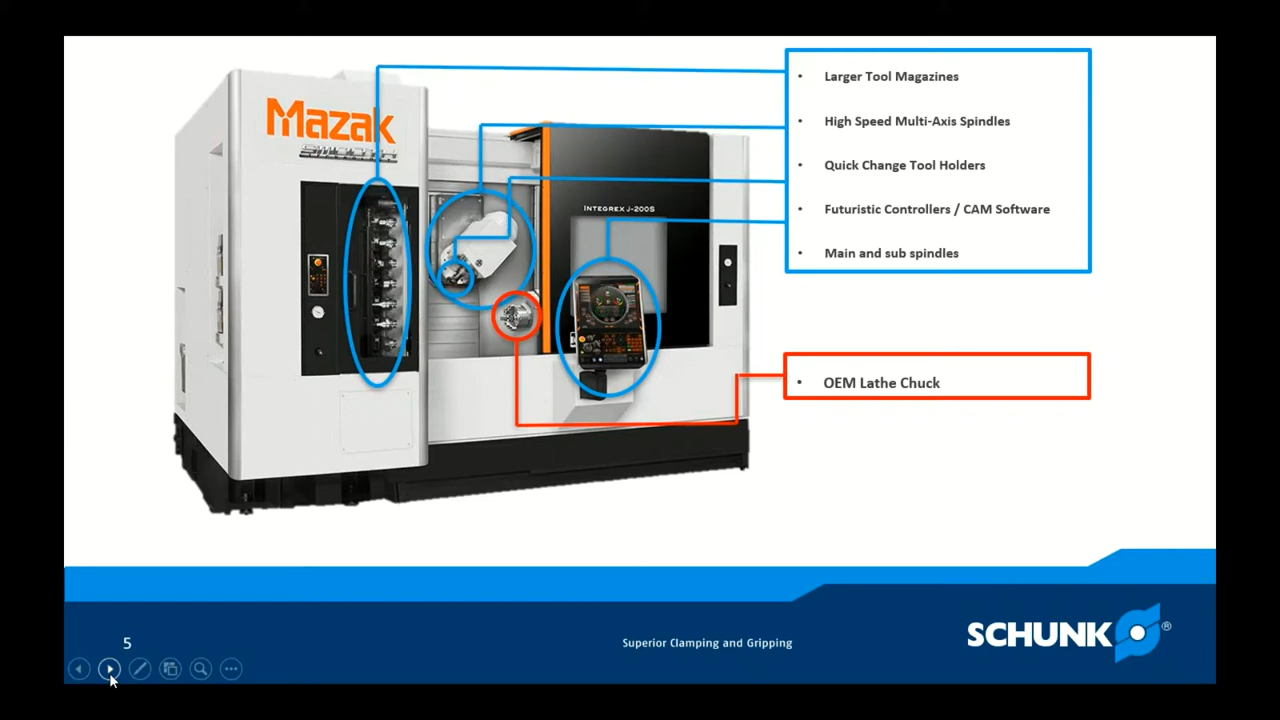 Mazak
INTEGREX J-200S
• Larger Tool Magazines
• High Speed Multi-Axis Spindles
• Quick Change Tool Holders
• Futuristic Controllers / CAM Software
• Main and sub spindles
• OEM Lathe Chuck
5
Superior Clamping and Gripping
SCHUNK ®